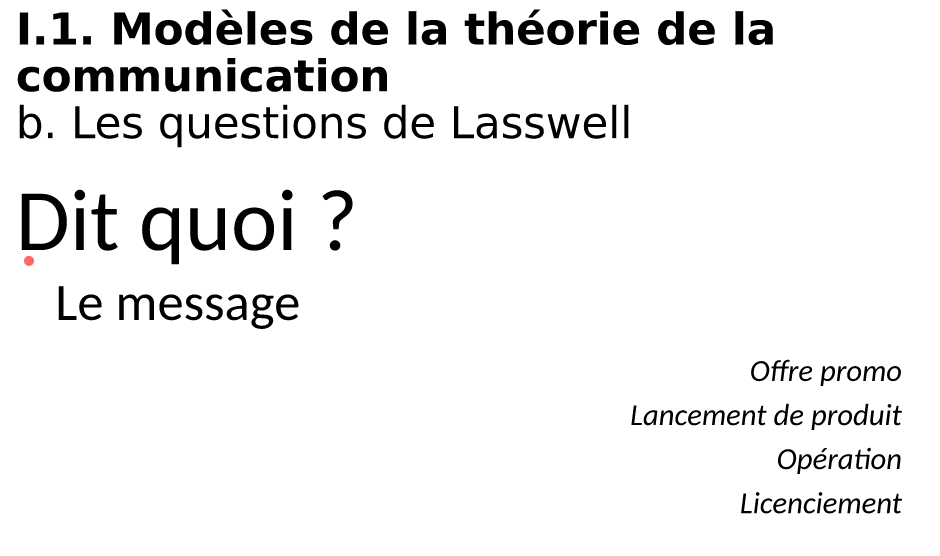 I.1. Modèles de la théorie de la
communication
b. Les questions de Lasswell
Dit quoi ?
Le message
Offre promo
Lancement de produit
Opération
Licenciement